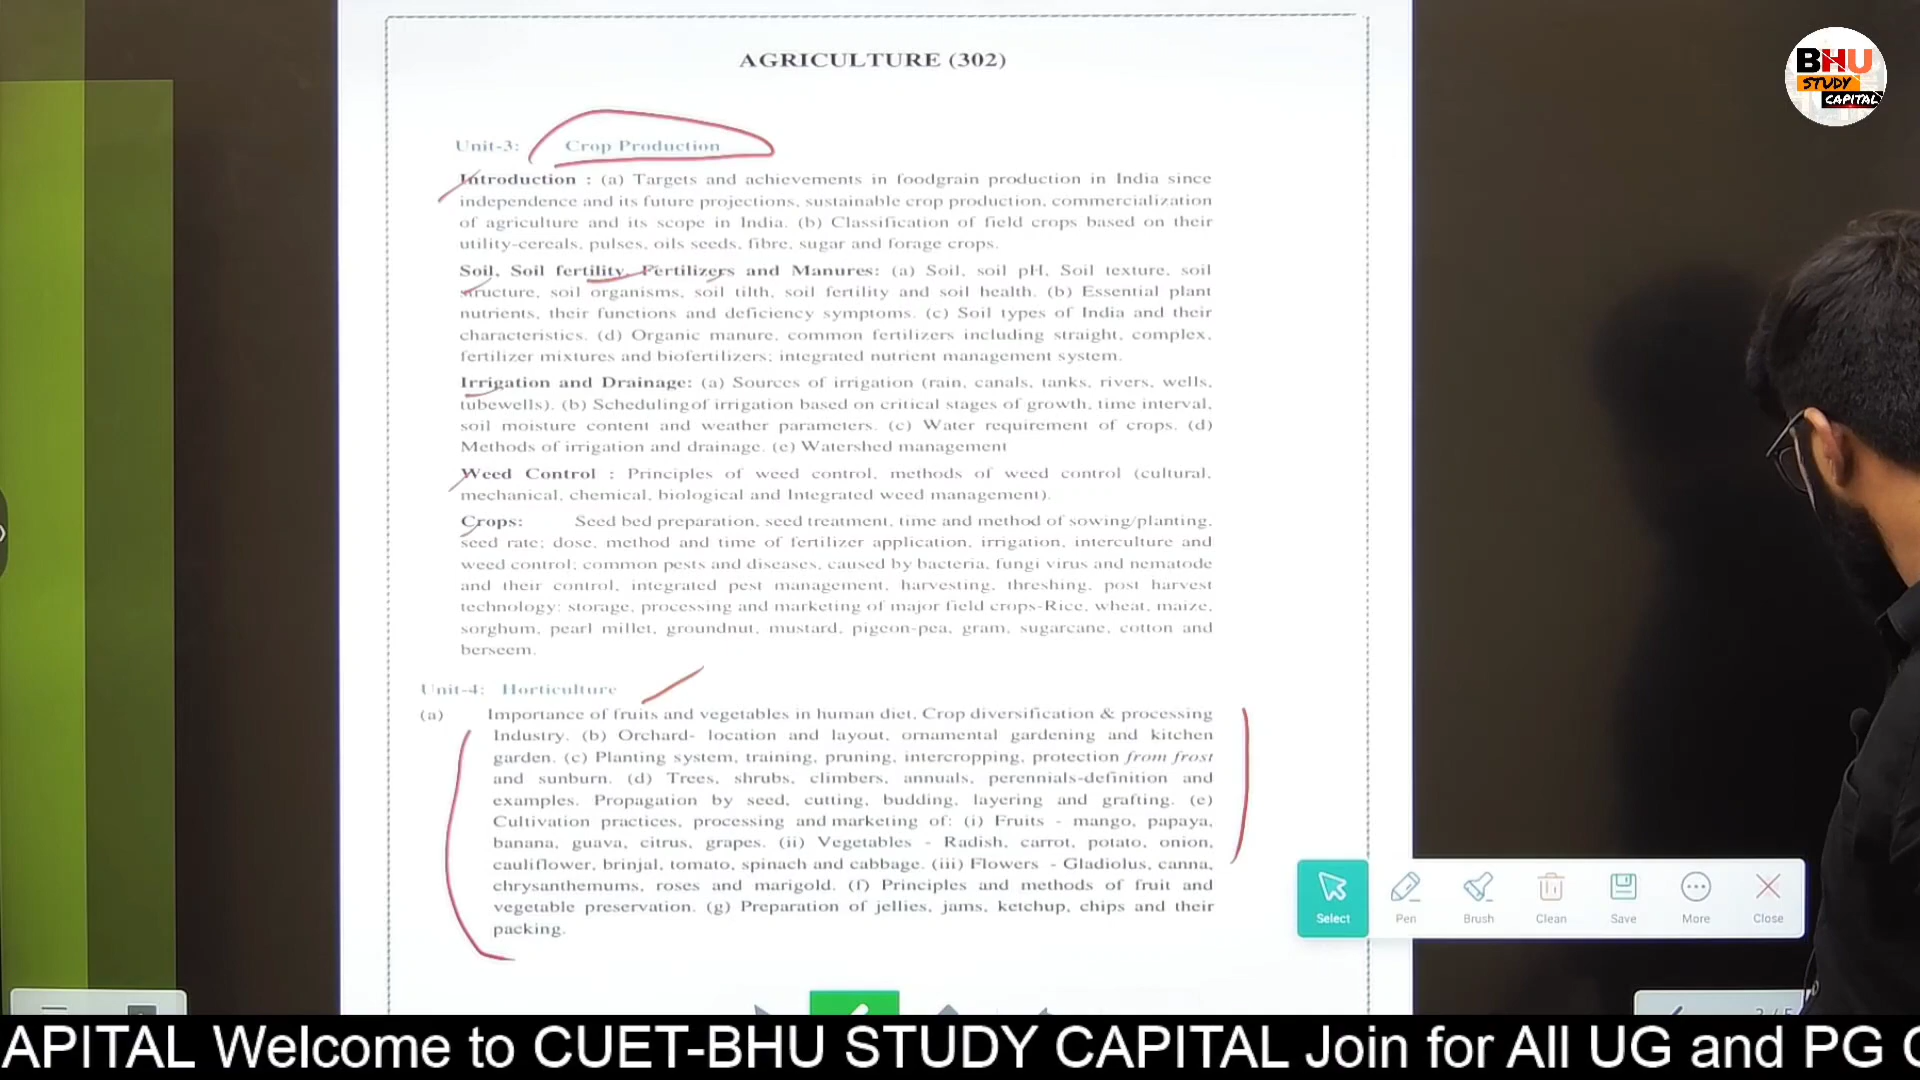 AGRICULTURE (302)
BHU
STUDY
CAPITAL
Unit-3: Crop Production
Introduction : (a) Targets and achievements in foodgrain production in India since
independence and its future projections, sustainable crop production, commercialization
of agriculture and its scope in India. (b) Classification of field crops based on their
utility-cereals, pulses, oils seeds, fibre, sugar and forage crops.
Soil, Soil fertility, Fertilizers and Manures: (a) Soil, soil pH, Soil texture, soil
structure, soil organisms, soil tilth, soil fertility and soil health. (b) Essential plant
nutrients, their functions and deficiency symptoms. (c) Soil types of India and their
characteristics. (d) Organic manure, common fertilizers including straight, complex,
fertilizer mixtures and biofertilizers; integrated nutrient management system.
Irrigation and Drainage: (a) Sources of irrigation (rain, canals, tanks, rivers, wells,
tubewells). (b) Scheduling of irrigation based on critical stages of growth, time interval,
soil moisture content and weather parameters. (c) Water requirement of crops. (d)
Methods of irrigation and drainage. (e) Watershed management
Weed Control : Principles of weed control, methods of weed control (cultural,
mechanical, chemical, biological and Integrated weed management).
Crops: Seed bed preparation, seed treatment, time and method of sowing/planting,
seed rate; dose, method and time of fertilizer application, irrigation, interculture and
weed control; common pests and diseases, caused by bacteria, fungi virus and nematode
and their control, integrated pest management, harvesting, threshing, post harvest
technology: storage, processing and marketing of major field crops-Rice, wheat, maize,
sorghum, pearl millet, groundnut, mustard, pigeon-pea, gram, sugarcane, cotton and
berseem.
Unit-4: Horticulture
(a) Importance of fruits and vegetables in human diet, Crop diversification & processing
Industry. (b) Orchard- location and layout, ornamental gardening and kitchen
garden. (c) Planting system, training, pruning, intercropping, protection from frost
and sunburn. (d) Trees, shrubs, climbers, annuals, perennials-definition and
examples. Propagation by seed, cutting, budding, layering and grafting. (e)
Cultivation practices, processing and marketing of: (i) Fruits - mango, papaya,
banana, guava, citrus, grapes. (ii) Vegetables - Radish, carrot, potato, onion,
cauliflower, brinjal, tomato, spinach and cabbage. (iii) Flowers - Gladiolus, canna,
chrysanthemums, roses and marigold. (f) Principles and methods of fruit and
vegetable preservation. (g) Preparation of jellies, jams, ketchup, chips and their
packing.
Select Pen Brush Clean Save More Close
APITAL Welcome to CUET-BHU STUDY CAPITAL Join for All UG and PG C